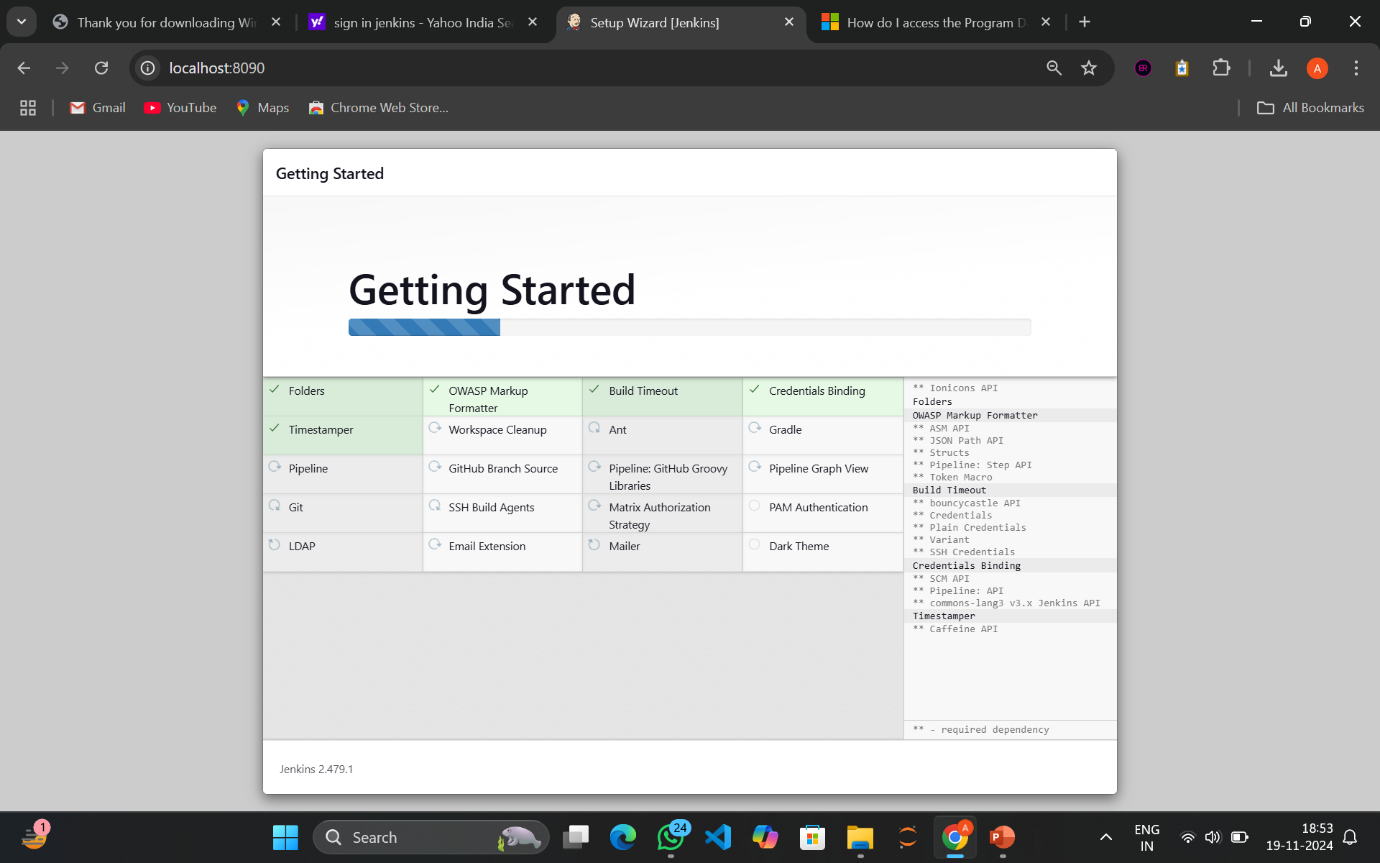 Thank you for downloading Wi
sign in jenkins - Yahoo India Se
Setup Wizard [Jenkins]
How do I access the Program D
localhost:8090
A
Gmail
YouTube
Maps
Chrome Web Store...
All Bookmarks
Getting Started
Getting Started
Folders
OWASP Markup
Formatter
Build Timeout
Credentials Binding
Timestamper
Workspace Cleanup
Ant
Gradle
Pipeline
GitHub Branch Source
Pipeline: GitHub Groovy
Libraries
Pipeline Graph View
Git
SSH Build Agents
Matrix Authorization
Strategy
PAM Authentication
LDAP
Email Extension
Mailer
Dark Theme
** Ionicons API
Folders
OWASP Markup Formatter
** ASM API
** JSON Path API
** Structs
** Pipeline: Step API
** Token Macro
Build Timeout
** bouncycastle API
** Credentials
** Plain Credentials
** Variant
** SSH Credentials
Credentials Binding
** SCM API
** Pipeline: API
** commons-lang3 v3.x Jenkins API
Timestamper
** Caffeine API
** - required dependency
Jenkins 2.479.1
1
Search
24
A
ENG
IN
18:53
19-11-2024